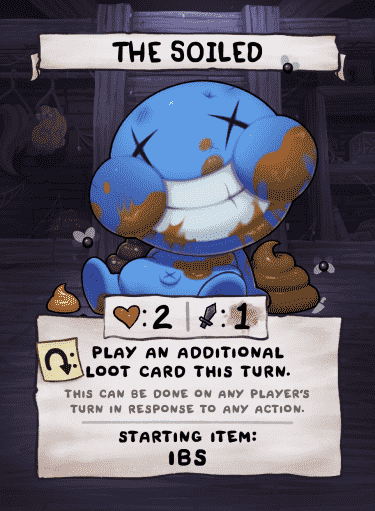 THE SOILED
:2 :1
: PLAY AN ADDITIONAL
LOOT CARD THIS TURN.
THIS CAN BE DONE ON ANY PLAYER'S
TURN IN RESPONSE TO ANY ACTION.
STARTING ITEM:
IBS